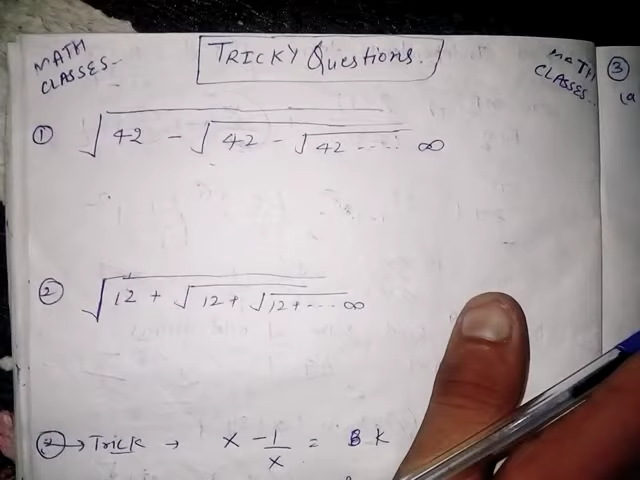 MATH CLASSES..
TRICKY Questions.
MATH CLASSES...
③
(a
① √42 - √42 - √42 ..... ∞
② √12 + √12 + √12 + .... ∞
→ Trick → x - 1/x = k